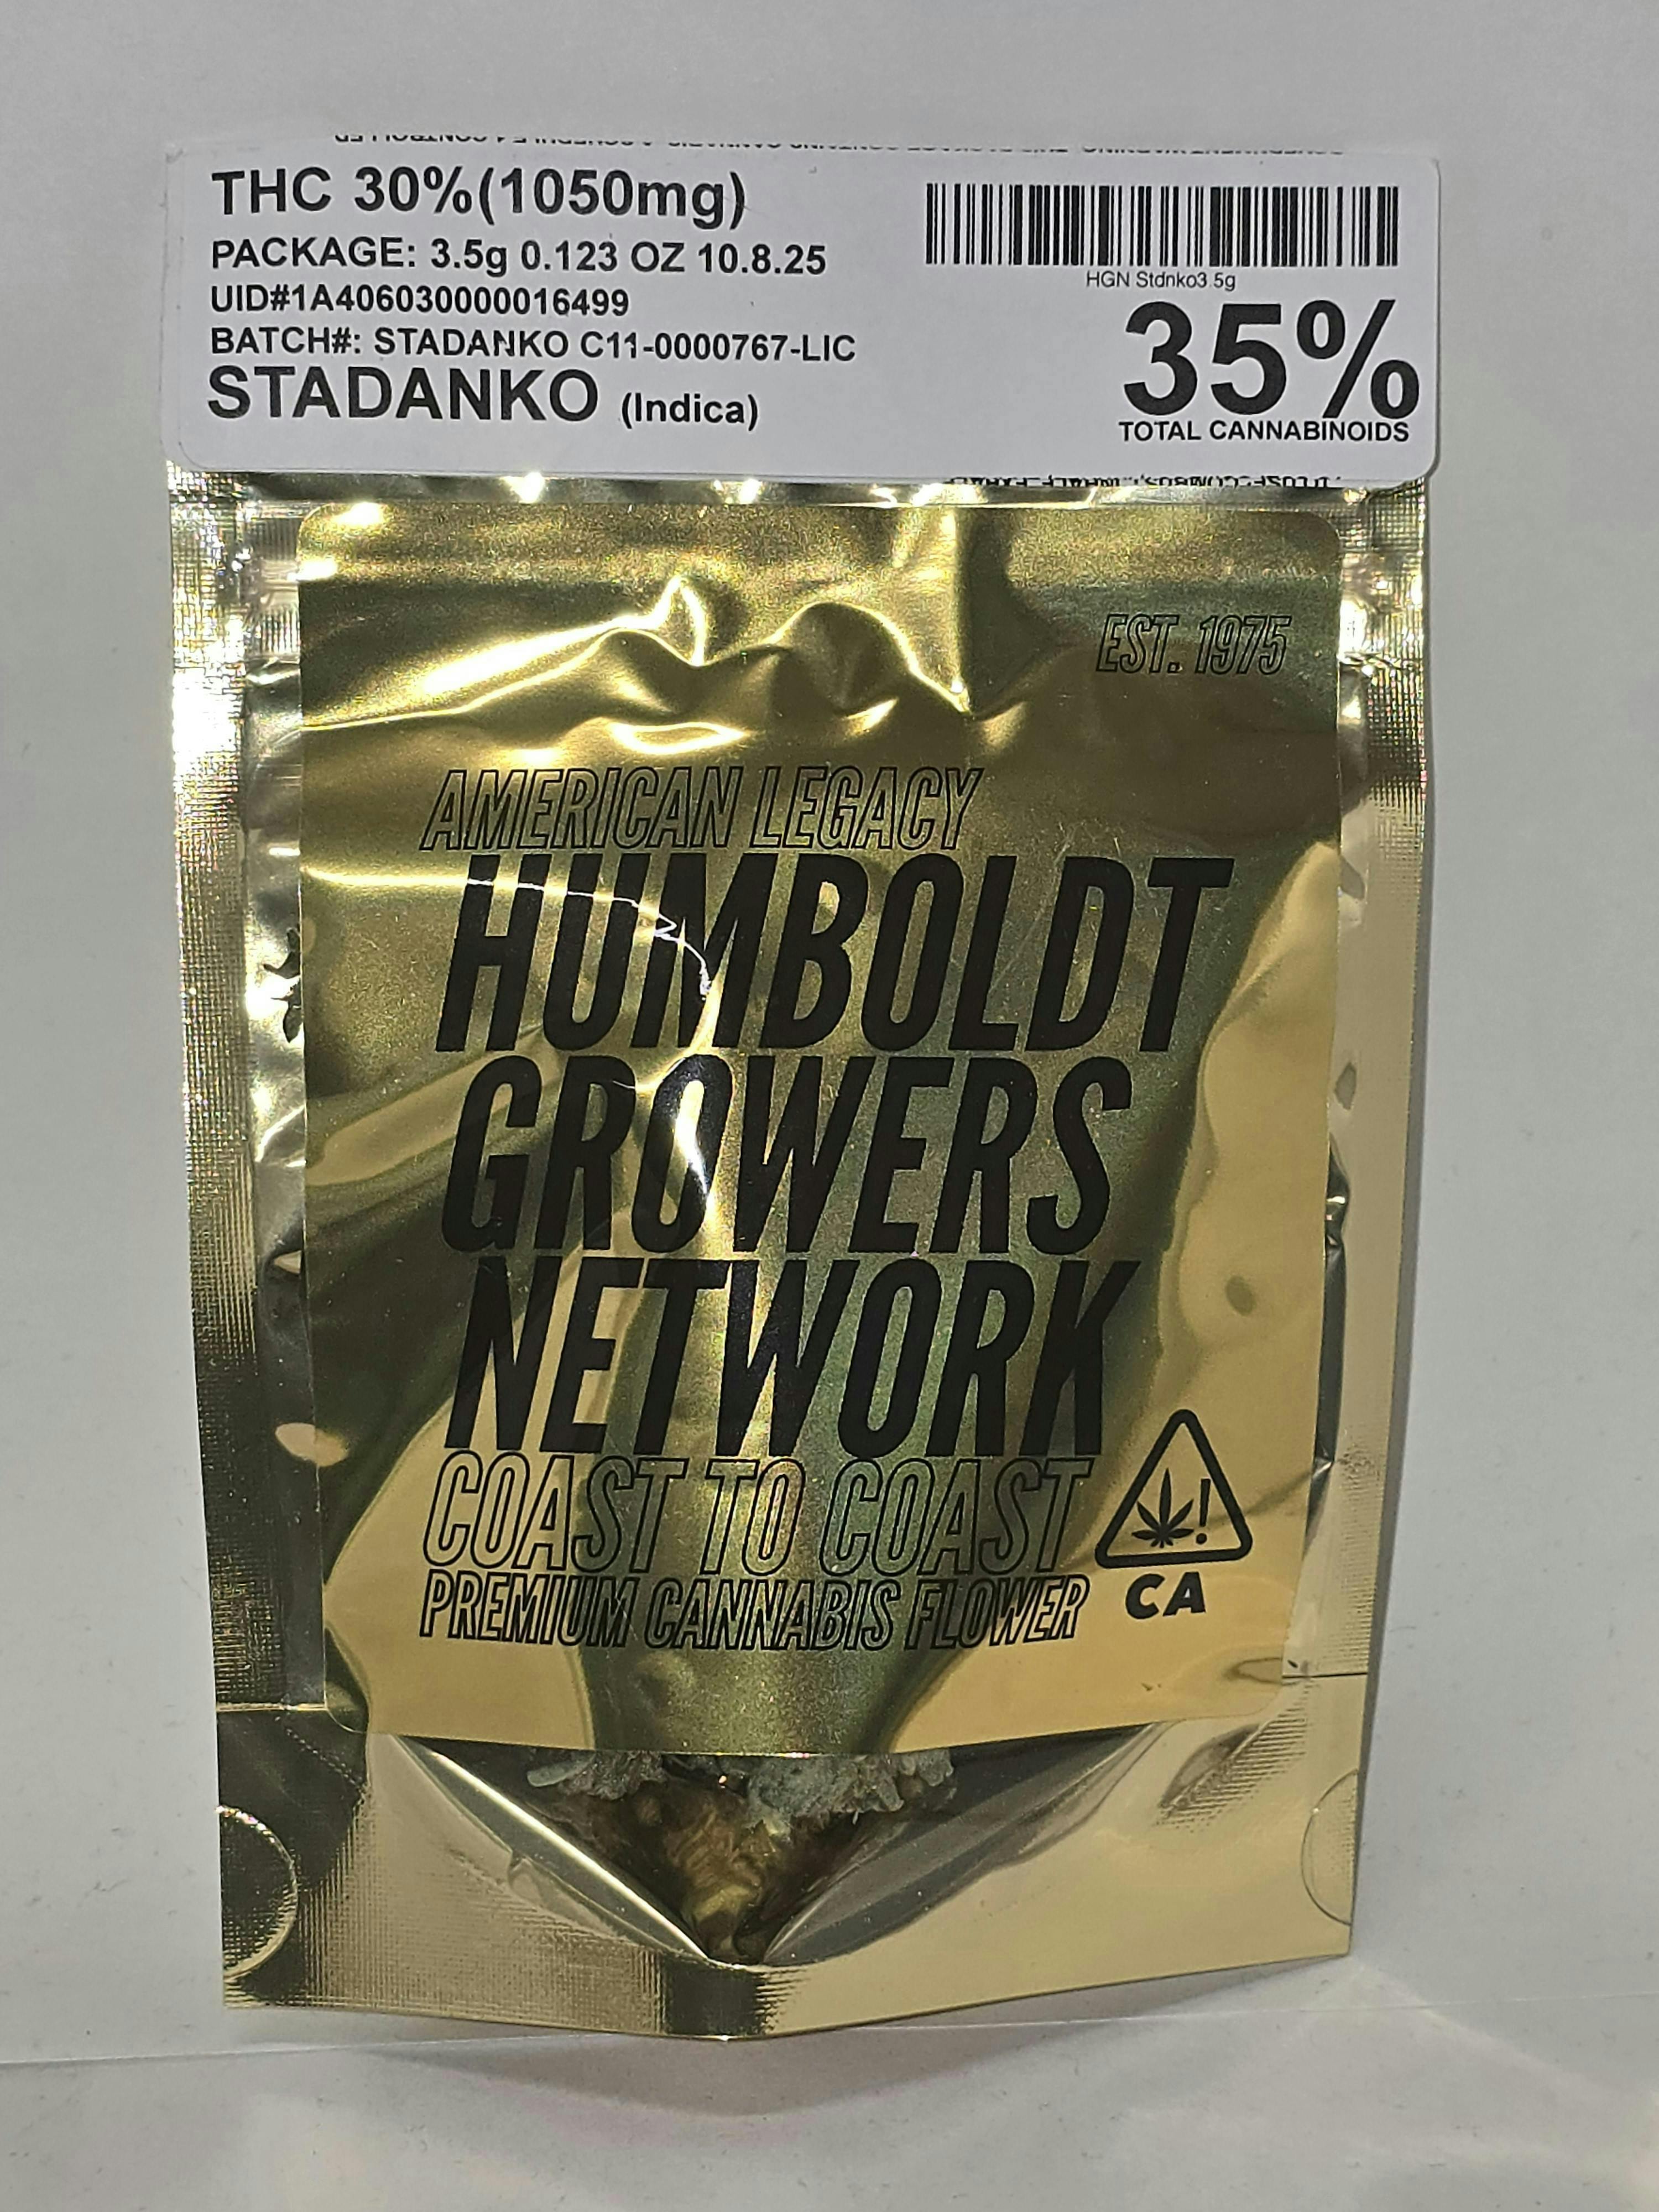 THC 30%(1050mg)
PACKAGE: 3.5g 0.123 OZ 10.8.25
UID#1A406030000016499
BATCH#: STADANKO C11-0000767-LIC
STADANKO (Indica)
HGN Stdnko3.5g
35%
TOTAL CANNABINOIDS
EST. 1975
AMERICAN LEGACY
HUMBOLDT
GROWERS
NETWORK
COAST TO COAST
PREMIUM CANNABIS FLOWER
!
CA